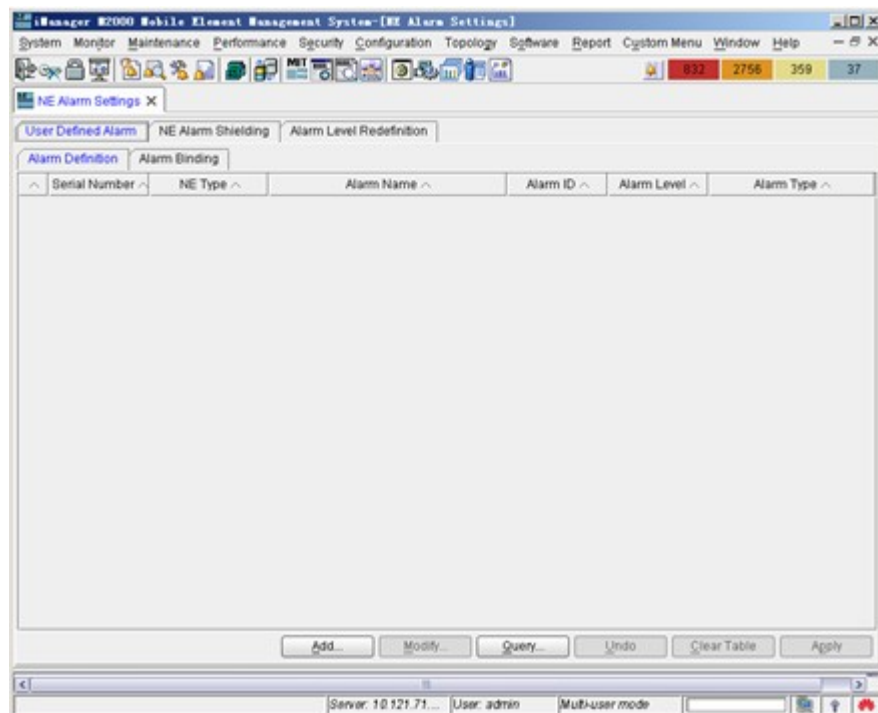 iManager M2000 Mobile Element Management System-[NE Alarm Settings]
System Monitor Maintenance Performance Security Configuration Topology Software Report Custom Menu Window Help
MIT 832 2756 359 37
NE Alarm Settings X
User Defined Alarm NE Alarm Shielding Alarm Level Redefinition
Alarm Definition Alarm Binding
Serial Number NE Type Alarm Name Alarm ID Alarm Level Alarm Type
Add... Modify... Query... Undo Clear Table Apply
Server: 10.121.71.... User: admin Multi-user mode